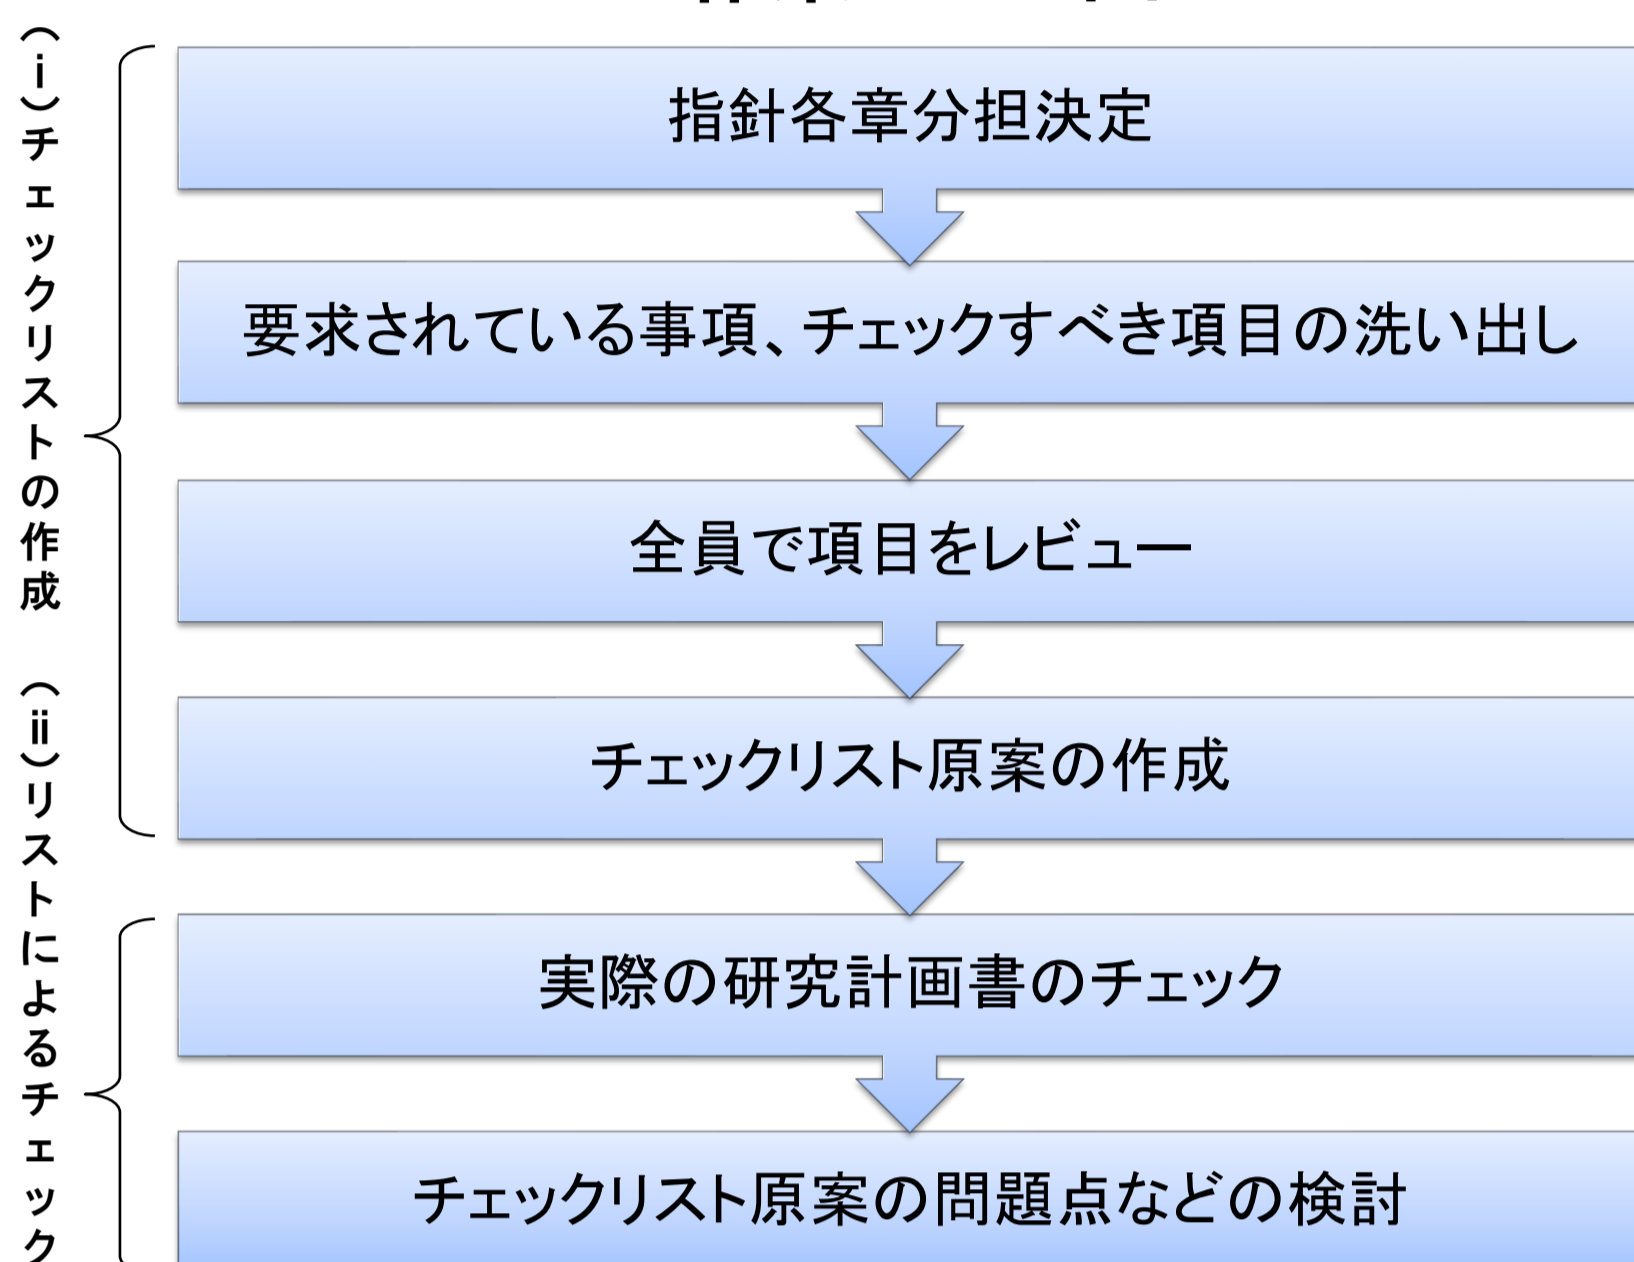 (ⅰ)チェックリストの作成
指針各章分担決定
要求されている事項、チェックすべき項目の洗い出し
全員で項目をレビュー
チェックリスト原案の作成
(ⅱ)リストによるチェック
実際の研究計画書のチェック
チェックリスト原案の問題点などの検討